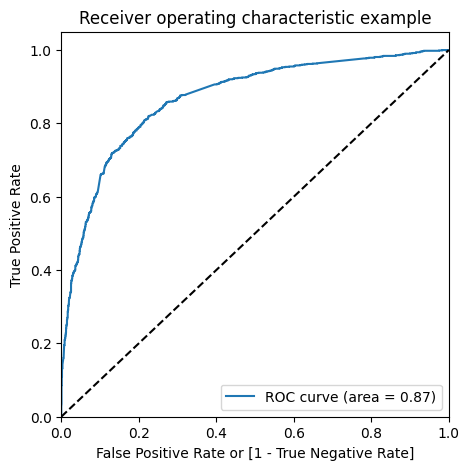 Receiver operating characteristic example
True Positive Rate
1.0
0.8
0.6
0.4
0.2
0.0
ROC curve (area = 0.87)
0.0 0.2 0.4 0.6 0.8 1.0
False Positive Rate or [1 - True Negative Rate]